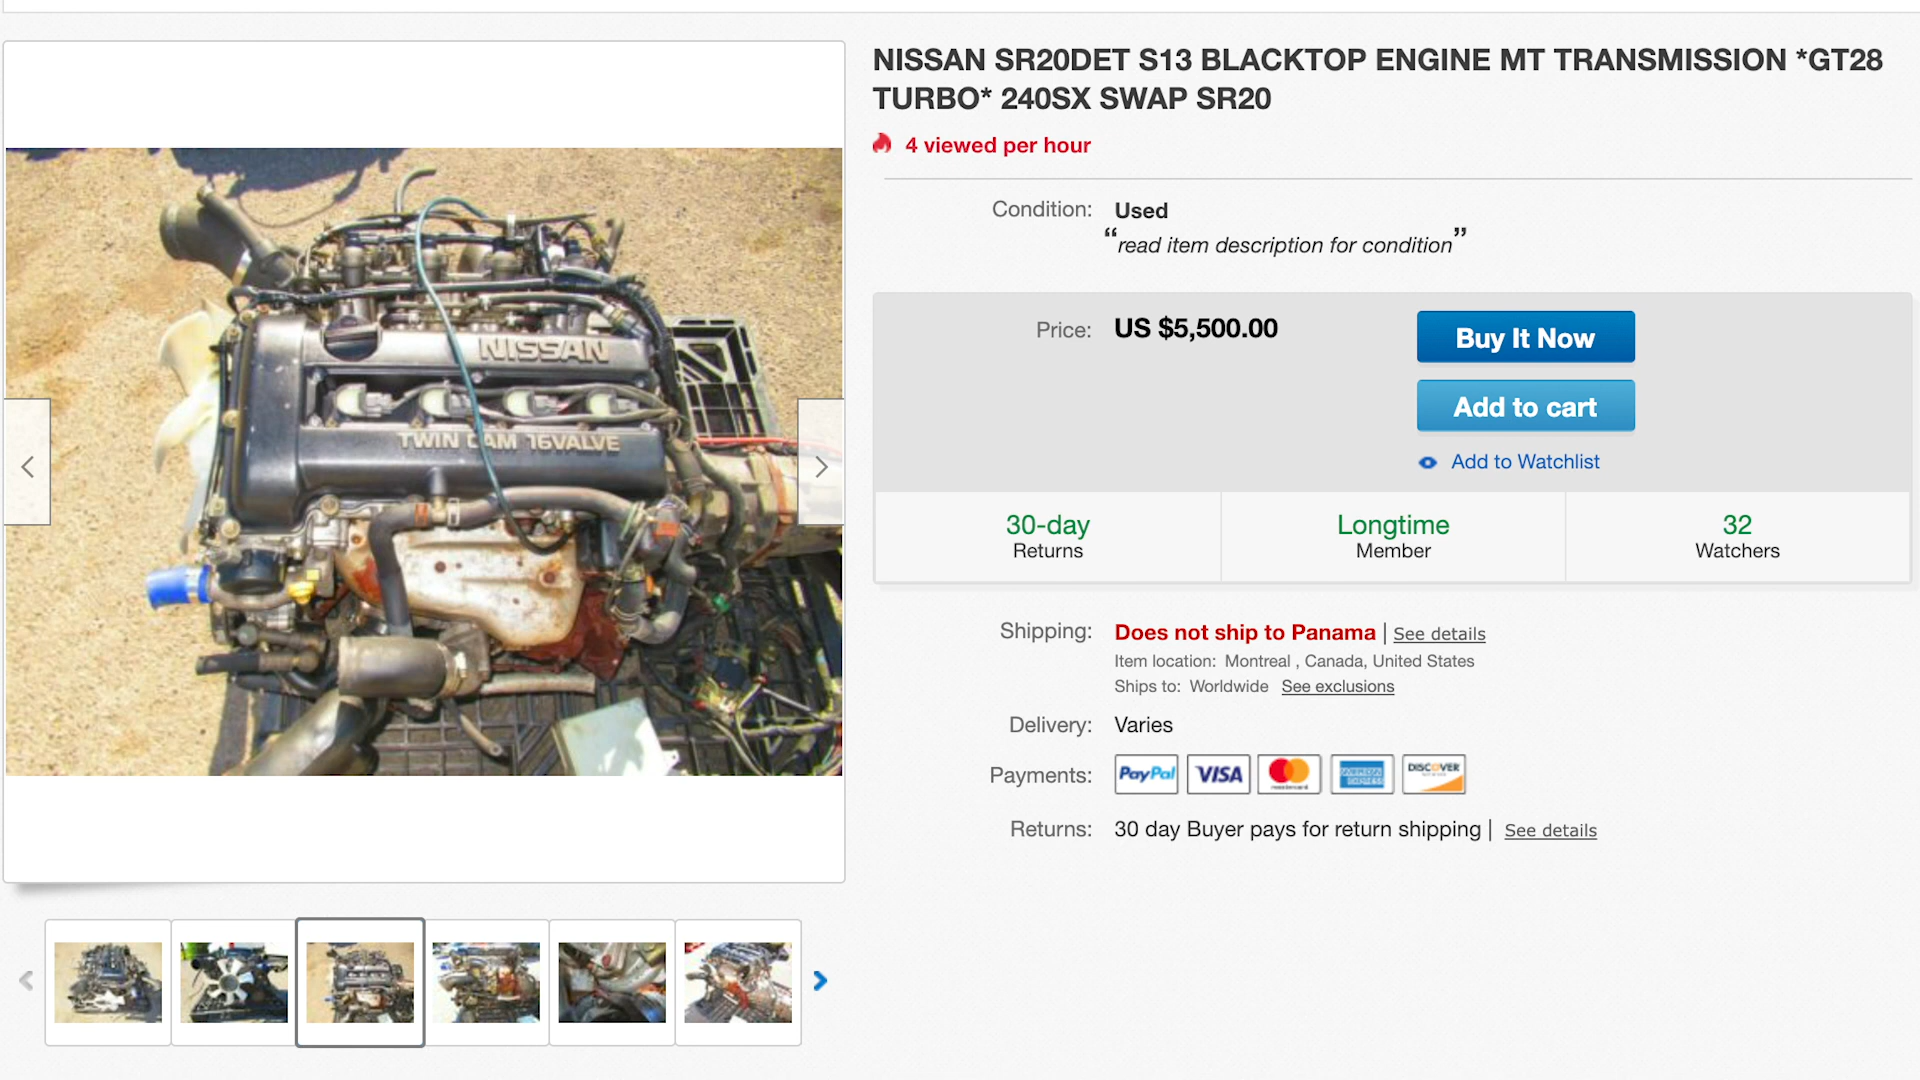 NISSAN SR20DET S13 BLACKTOP ENGINE MT TRANSMISSION *GT28
TURBO* 240SX SWAP SR20
4 viewed per hour
Condition: Used
“read item description for condition”
Price: US $5,500.00
Buy It Now
Add to cart
Add to Watchlist
30-day
Returns
Longtime
Member
32
Watchers
Shipping: Does not ship to Panama | See details
Item location: Montreal , Canada, United States
Ships to: Worldwide See exclusions
Delivery: Varies
Payments: PayPal VISA mastercard AMERICAN EXPRESS DISCOVER
Returns: 30 day Buyer pays for return shipping | See details
NISSAN
TWIN CAM 16VALVE